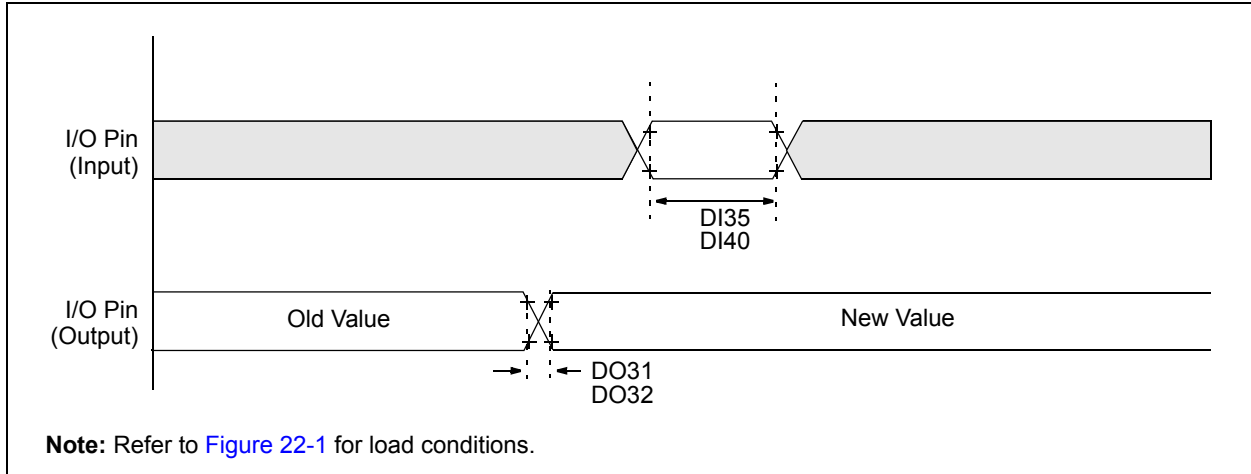 I/O Pin
(Input)
DI35
DI40
I/O Pin
(Output)
Old Value
New Value
DO31
DO32
Note: Refer to Figure 22-1 for load conditions.